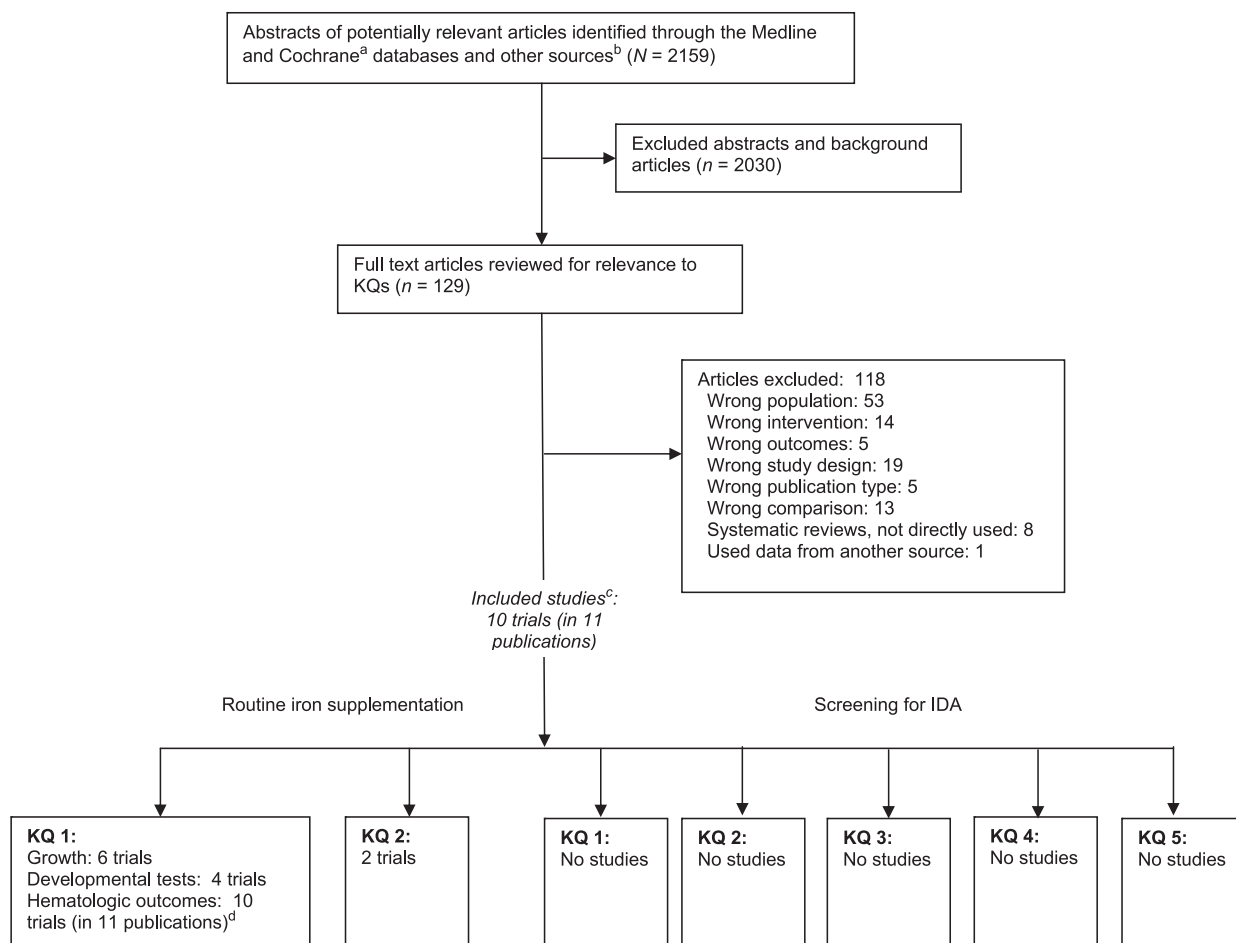 Abstracts of potentially relevant articles identified through the Medline
and Cochraneᵃ databases and other sourcesᵇ (N = 2159)
Excluded abstracts and background
articles (n = 2030)
Full text articles reviewed for relevance to
KQs (n = 129)
Articles excluded: 118
Wrong population: 53
Wrong intervention: 14
Wrong outcomes: 5
Wrong study design: 19
Wrong publication type: 5
Wrong comparison: 13
Systematic reviews, not directly used: 8
Used data from another source: 1
Included studiesᶜ:
10 trials (in 11
publications)
Routine iron supplementation
Screening for IDA
KQ 1:
Growth: 6 trials
Developmental tests: 4 trials
Hematologic outcomes: 10
trials (in 11 publications)ᵈ
KQ 2:
2 trials
KQ 1:
No studies
KQ 2:
No studies
KQ 3:
No studies
KQ 4:
No studies
KQ 5:
No studies